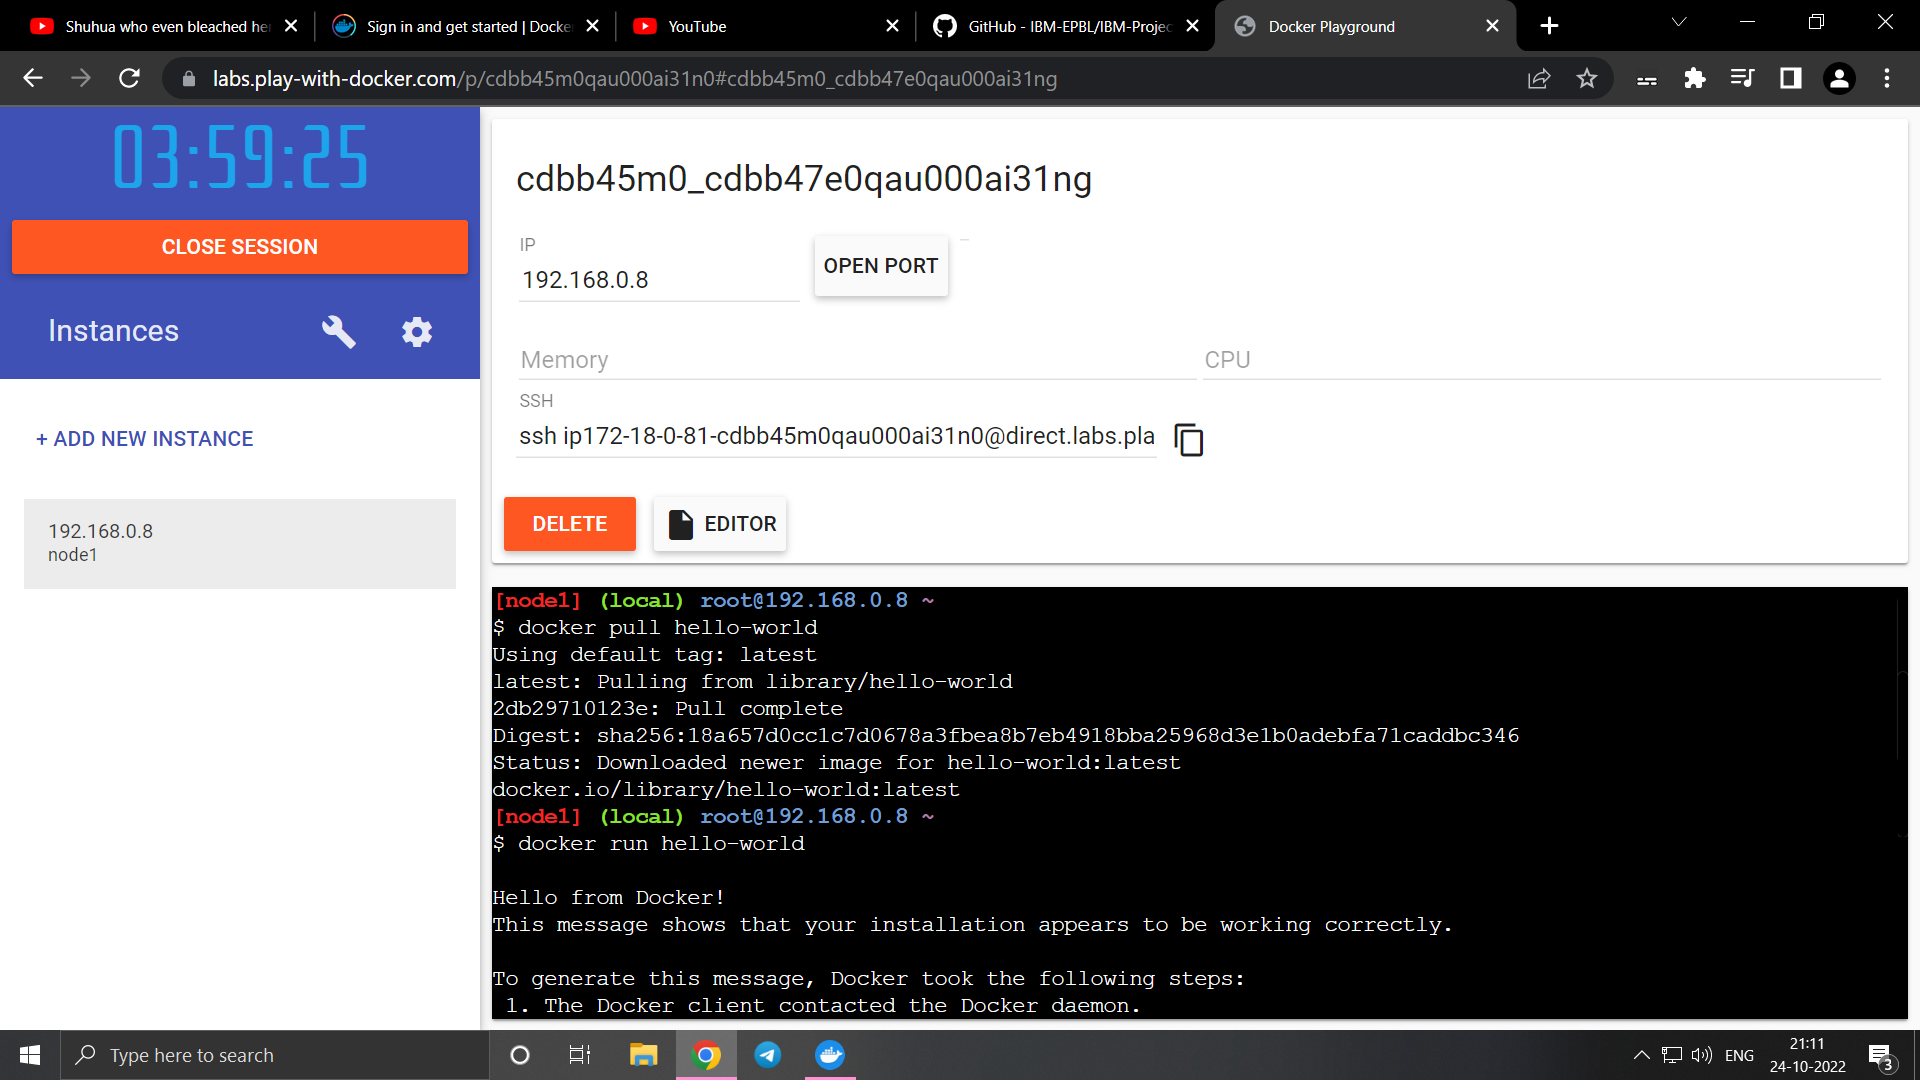 Shuhua who even bleached her
Sign in and get started | Docke
YouTube
GitHub - IBM-EPBL/IBM-Projec
Docker Playground
labs.play-with-docker.com/p/cdbb45m0qau000ai31n0#cdbb45m0_cdbb47e0qau000ai31ng
03:59:25
CLOSE SESSION
Instances
+ ADD NEW INSTANCE
192.168.0.8
node1
cdbb45m0_cdbb47e0qau000ai31ng
IP
192.168.0.8
OPEN PORT
Memory
CPU
SSH
ssh ip172-18-0-81-cdbb45m0qau000ai31n0@direct.labs.pla
DELETE
EDITOR
[node1] (local) root@192.168.0.8 ~
$ docker pull hello-world
Using default tag: latest
latest: Pulling from library/hello-world
2db29710123e: Pull complete
Digest: sha256:18a657d0cc1c7d0678a3fbea8b7eb4918bba25968d3e1b0adebfa71caddbc346
Status: Downloaded newer image for hello-world:latest
docker.io/library/hello-world:latest
[node1] (local) root@192.168.0.8 ~
$ docker run hello-world
Hello from Docker!
This message shows that your installation appears to be working correctly.
To generate this message, Docker took the following steps:
1. The Docker client contacted the Docker daemon.
Type here to search
ENG
21:11
24-10-2022
3